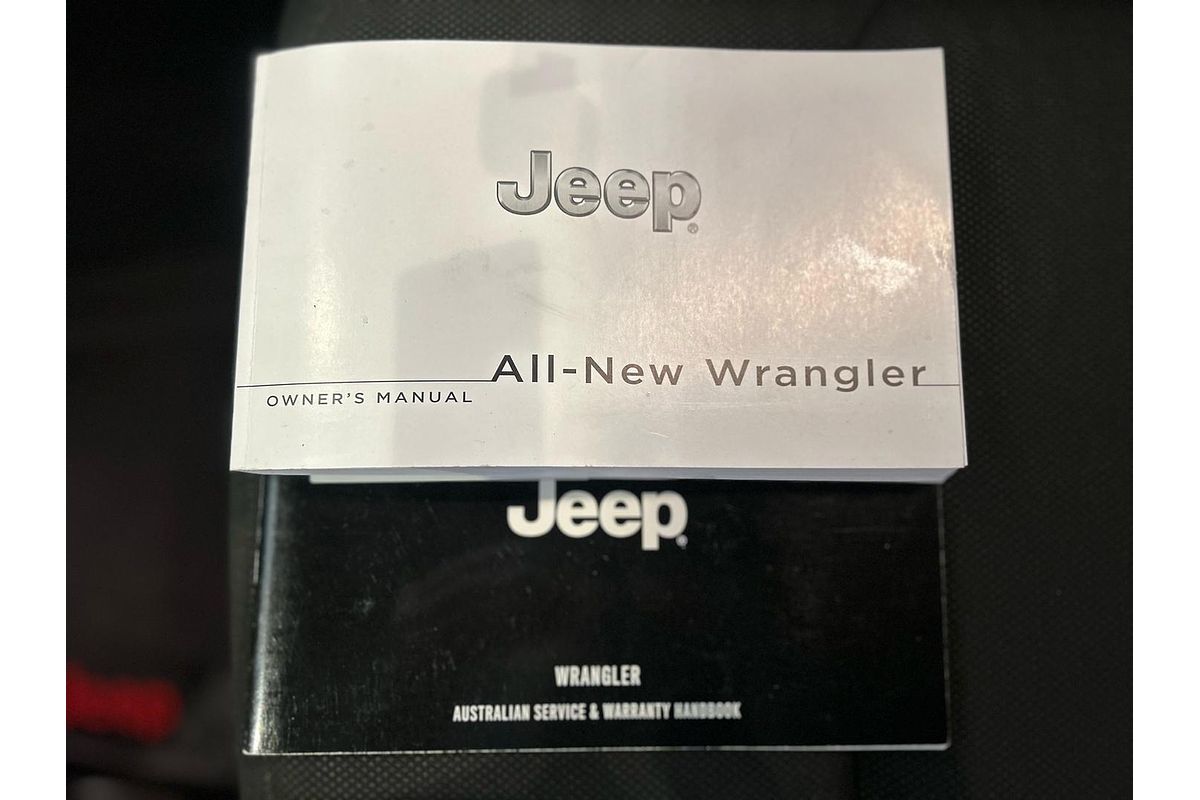 Jeep®
All-New Wrangler
OWNER'S MANUAL
Jeep
WRANGLER
AUSTRALIAN SERVICE & WARRANTY HANDBOOK